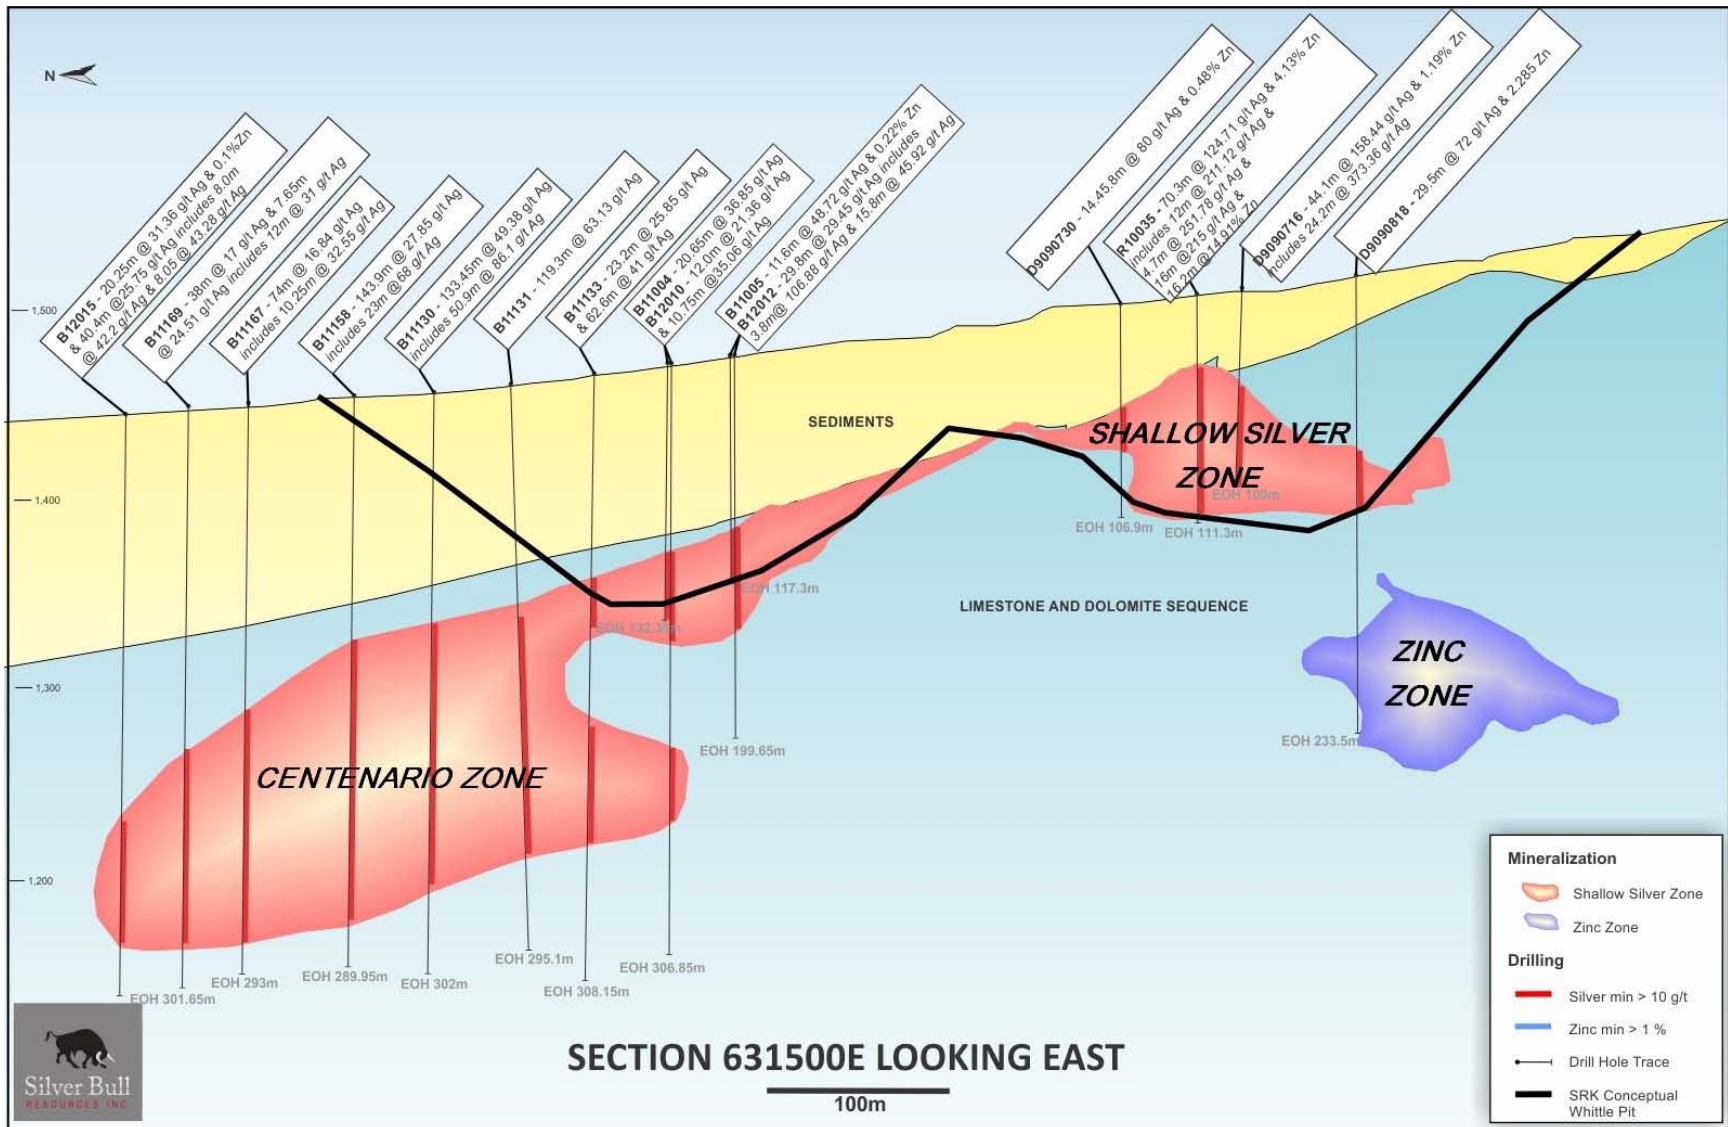 N
B12015 - 20.25m @ 31.36 g/t Ag & 0.1%Zn
& 40.4m @25.75 g/t Ag includes 8.0m
@ 42.2 g/t Ag & 8.05 @ 43.28 g/t Ag
B11169 - 38m @ 17 g/t Ag & 7.65m
@ 24.51 g/t Ag includes 12m @ 31 g/t Ag
B11167 - 74m @ 16.84 g/t Ag
includes 10.25m @ 32.55 g/t Ag
B11158 - 143.9m @ 27.85 g/t Ag
includes 23m @68 g/t Ag
B11130 - 133.45m @ 49.38 g/t Ag
includes 50.9m @ 86.1 g/t Ag
B11131 - 119.3m @ 63.13 g/t Ag
B11133 - 23.2m @ 25.85 g/t Ag
& 62.6m @ 41 g/t Ag
B11004 - 20.65m @ 36.85 g/t Ag
B12010 - 12.0m @ 21.36 g/t Ag
& 10.75m @35.06 g/t Ag
B11005 - 11.6m @ 48.72 g/t Ag & 0.22% Zn
B12012 - 29.8m @ 29.45 g/t Ag includes
3.8m@ 106.88 g/t Ag & 15.8m @ 45.92 g/t Ag
D9090730 - 14.45.8m @ 80 g/t Ag & 0.48% Zn
R10035 - 70.3m @ 124.71 g/t Ag & 4.13% Zn
includes 12m @ 211.12 g/t Ag &
4.7m @ 251.78 g/t Ag &
16m @215 g/t Ag &
16.2m @14.91% Zn
D9090716 - 44.1m @ 158.44 g/t Ag & 1.19% Zn
includes 24.2m @ 373.36 g/t Ag
D9090818 - 29.5m @ 72 g/t Ag & 2.285 Zn
1,500
1,400
1,300
1,200
SEDIMENTS
SHALLOW SILVER
ZONE
EOH 100m
EOH 106.9m
EOH 111.3m
EOH 117.3m
LIMESTONE AND DOLOMITE SEQUENCE
ZINC
ZONE
EOH 233.5m
EOH 199.65m
CENTENARIO ZONE
EOH 301.65m
EOH 293m
EOH 289.95m
EOH 302m
EOH 295.1m
EOH 308.15m
EOH 306.85m
Silver Bull
RESOURCES INC
SECTION 631500E LOOKING EAST
100m
Mineralization
Shallow Silver Zone
Zinc Zone
Drilling
Silver min > 10 g/t
Zinc min > 1 %
Drill Hole Trace
SRK Conceptual
Whittle Pit